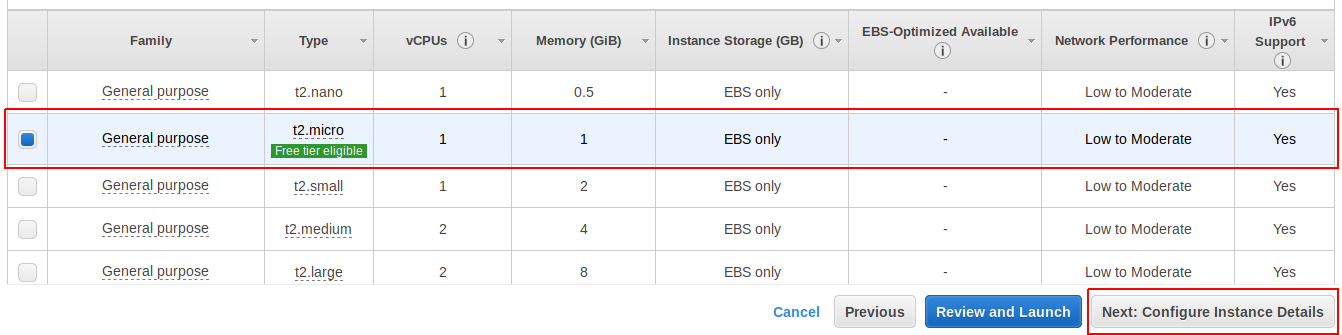 Family Type vCPUs i Memory (GiB) Instance Storage (GB) i EBS-Optimized Available i Network Performance i IPv6 Support i
General purpose t2.nano 1 0.5 EBS only - Low to Moderate Yes
General purpose t2.micro 1 1 EBS only - Low to Moderate Yes
Free tier eligible
General purpose t2.small 1 2 EBS only - Low to Moderate Yes
General purpose t2.medium 2 4 EBS only - Low to Moderate Yes
General purpose t2.large 2 8 EBS only - Low to Moderate Yes
Cancel Previous Review and Launch Next: Configure Instance Details